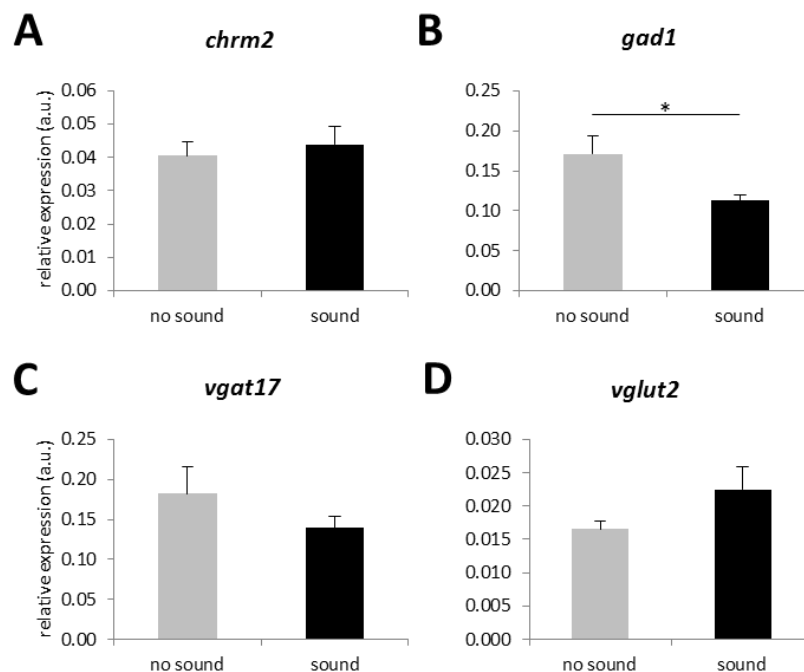 A
chrm2
relative expression (a.u.)
0.06
0.05
0.04
0.03
0.02
0.01
0.00
no sound sound
B
gad1
0.25
0.20
0.15
0.10
0.05
0.00
*
no sound sound
C
vgat17
relative expression (a.u.)
0.25
0.20
0.15
0.10
0.05
0.00
no sound sound
D
vglut2
0.030
0.025
0.020
0.015
0.010
0.005
0.000
no sound sound